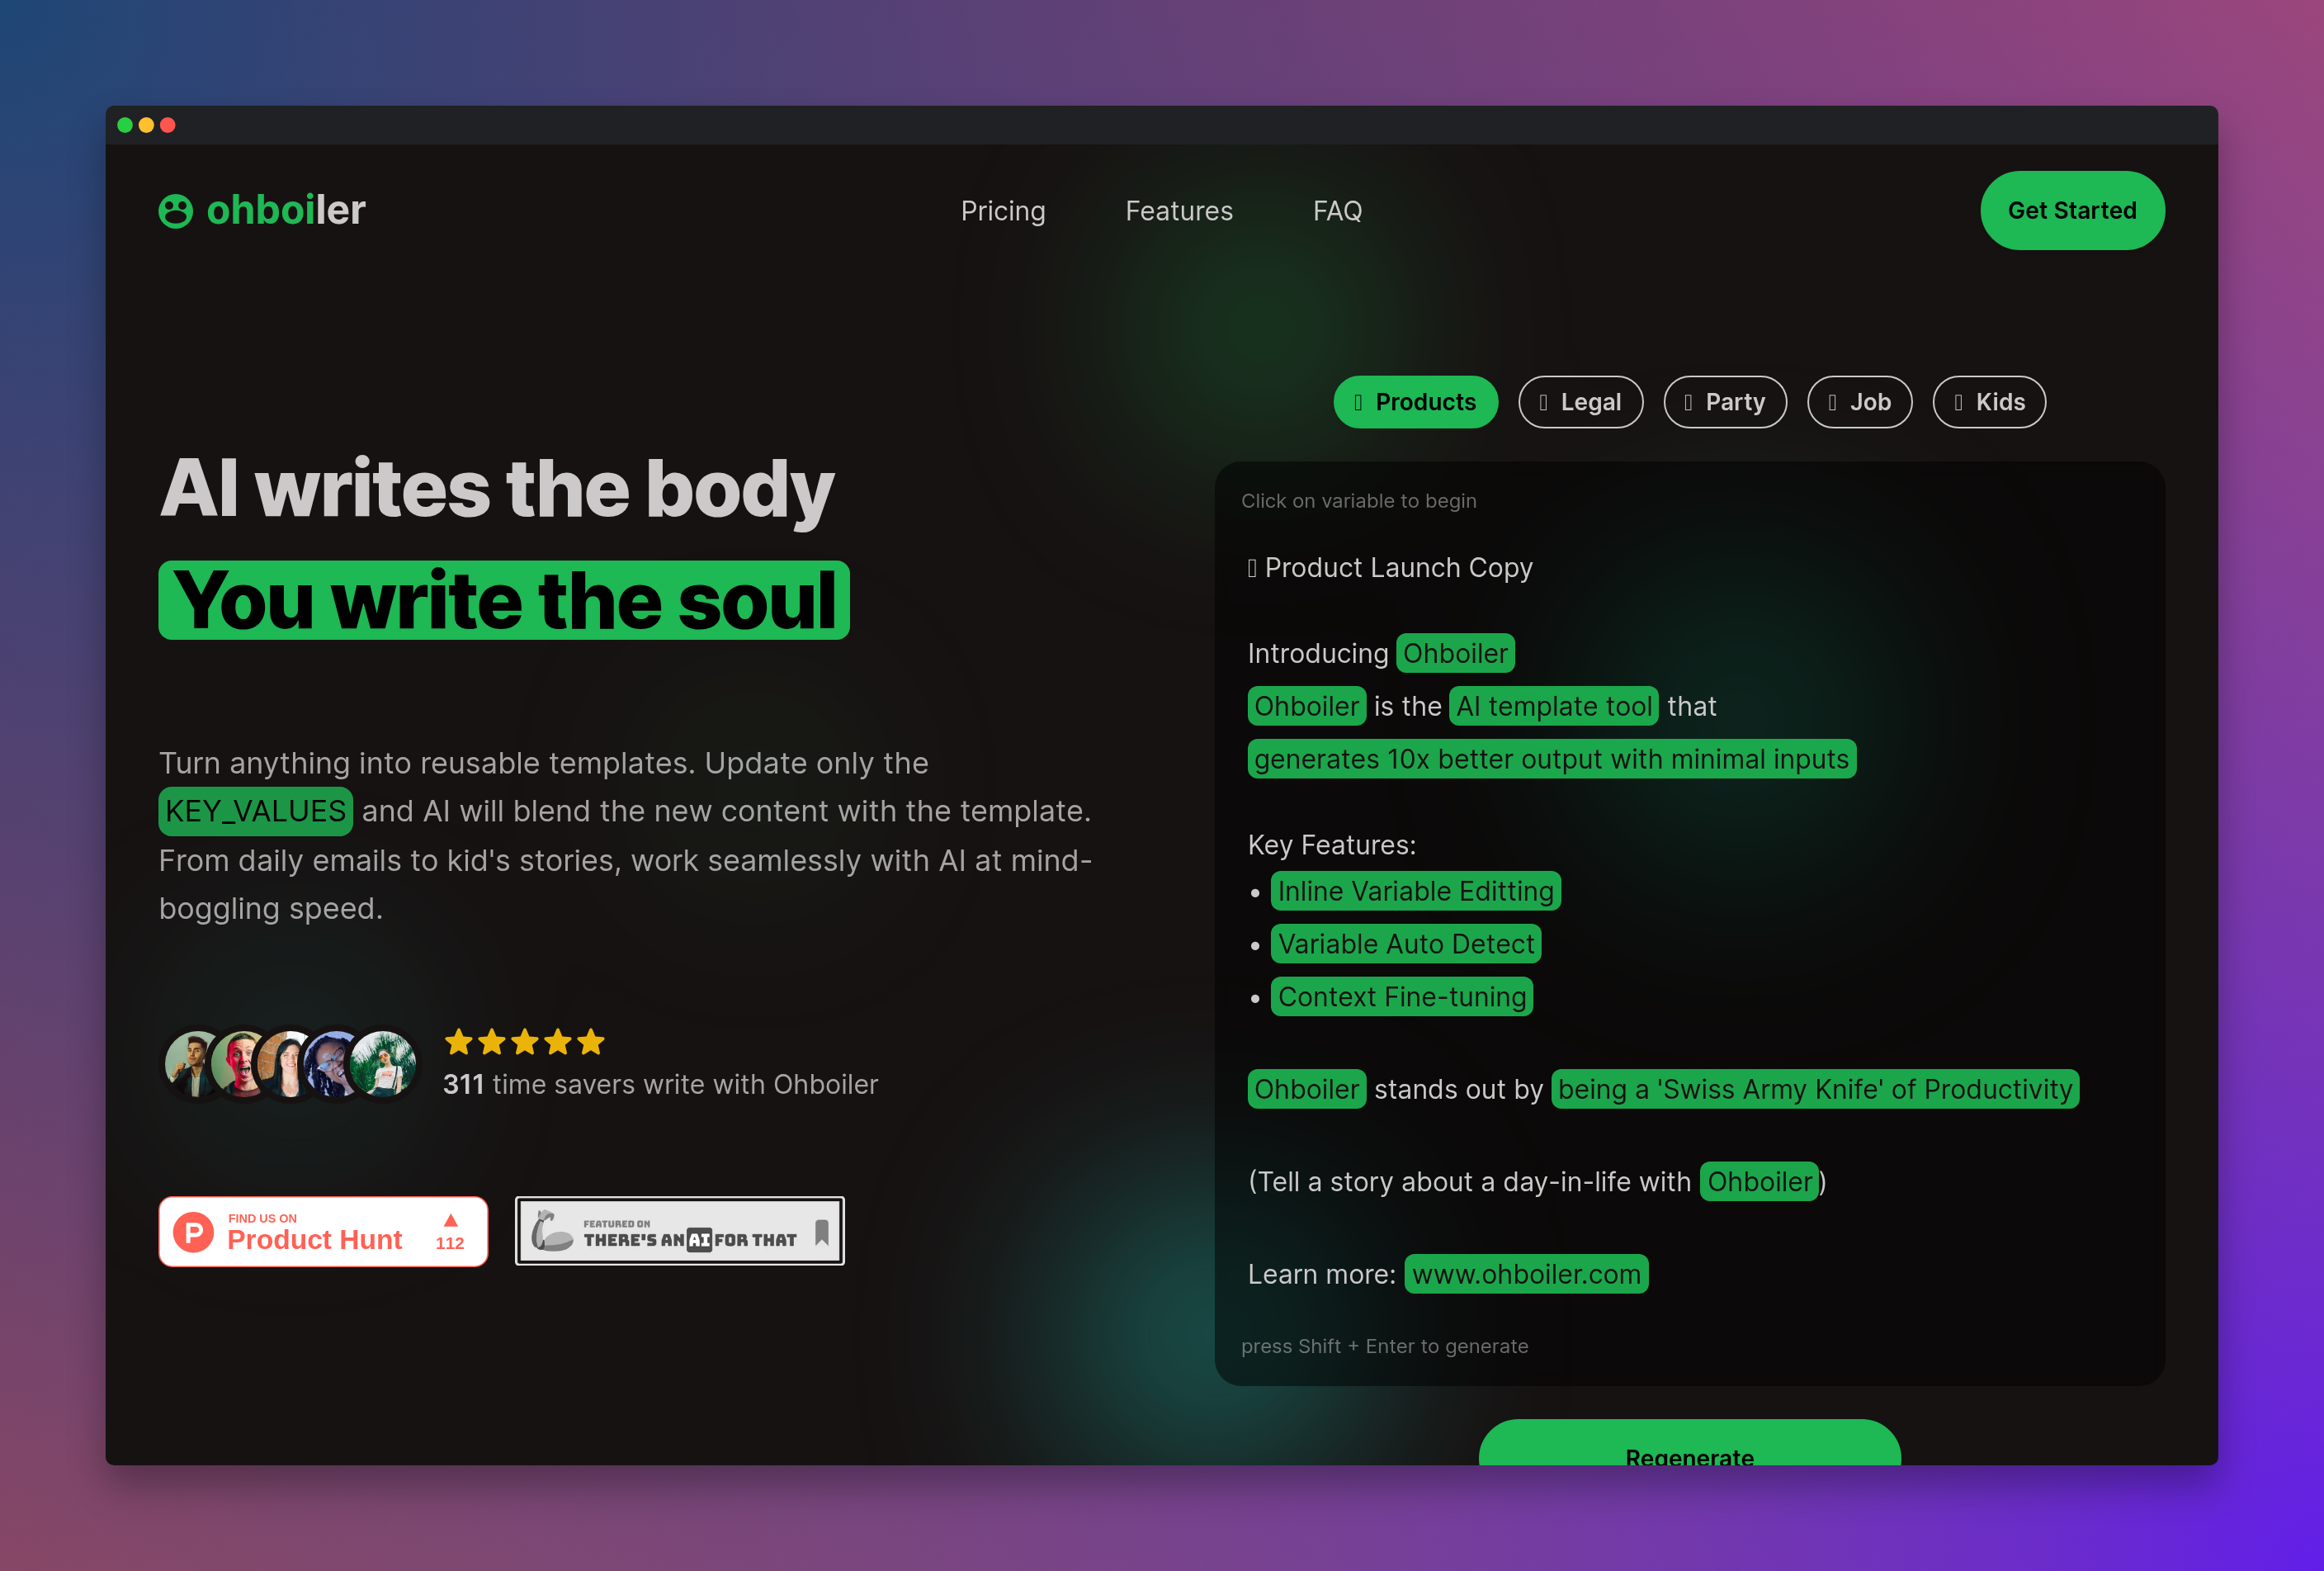 ohboiler
Pricing
Features
FAQ
Get Started
AI writes the body
You write the soul
Turn anything into reusable templates. Update only the
KEY_VALUES and AI will blend the new content with the template.
From daily emails to kid's stories, work seamlessly with AI at mind-
boggling speed.
311 time savers write with Ohboiler
P
FIND US ON
Product Hunt
112
FEATURED ON
THERE'S AN AI FOR THAT
Products
Legal
Party
Job
Kids
Click on variable to begin
Product Launch Copy
Introducing Ohboiler
Ohboiler is the AI template tool that
generates 10x better output with minimal inputs
Key Features:
• Inline Variable Editting
• Variable Auto Detect
• Context Fine-tuning
Ohboiler stands out by being a 'Swiss Army Knife' of Productivity
(Tell a story about a day-in-life with Ohboiler)
Learn more: www.ohboiler.com
press Shift + Enter to generate
Regenerate